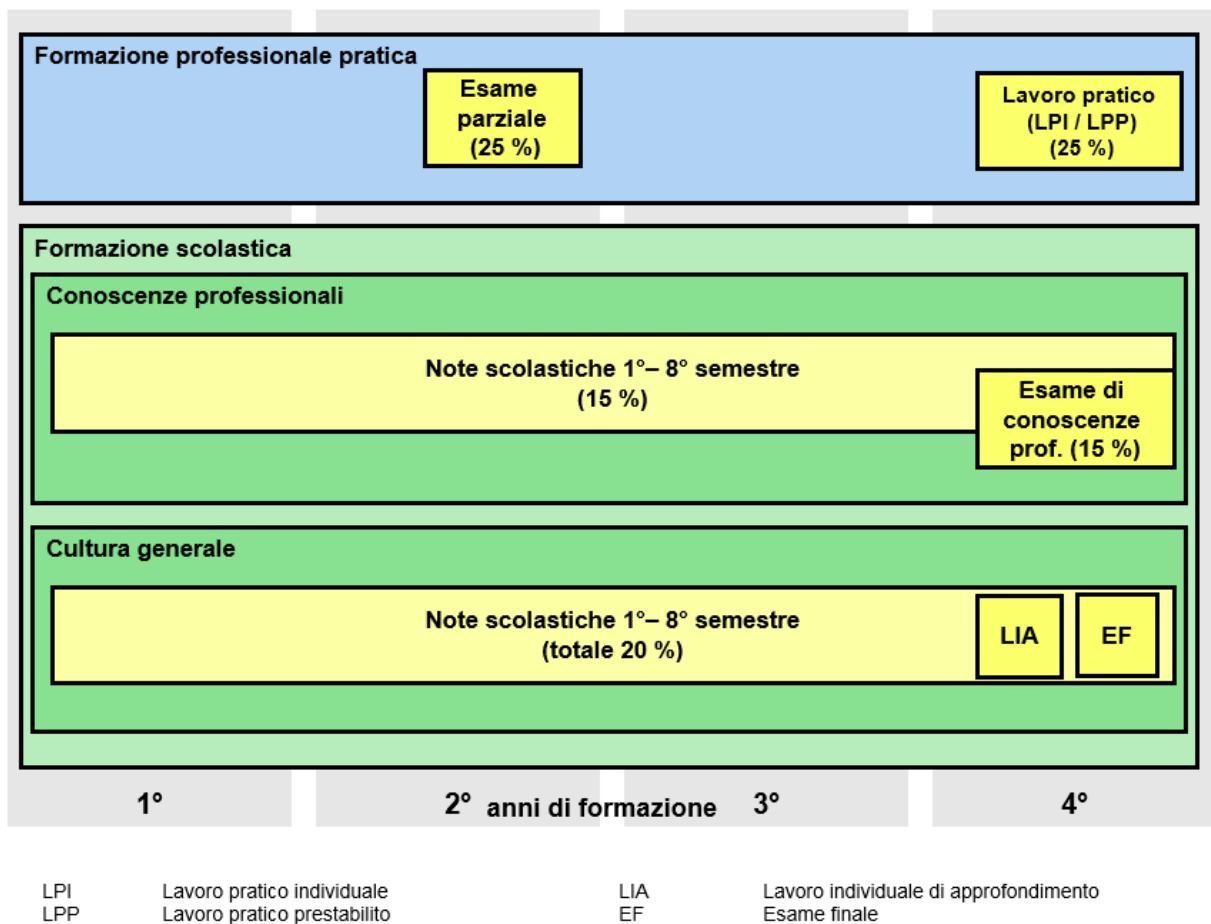 Formazione professionale pratica
Esame
parziale
(25 %)
Lavoro pratico
(LPI / LPP)
(25 %)
Formazione scolastica
Conoscenze professionali
Note scolastiche 1°– 8° semestre
(15 %)
Esame di
conoscenze
prof. (15 %)
Cultura generale
Note scolastiche 1°– 8° semestre
(totale 20 %)
LIA
EF
1° 2° anni di formazione 3° 4°
LPI Lavoro pratico individuale LIA Lavoro individuale di approfondimento
LPP Lavoro pratico prestabilito EF Esame finale